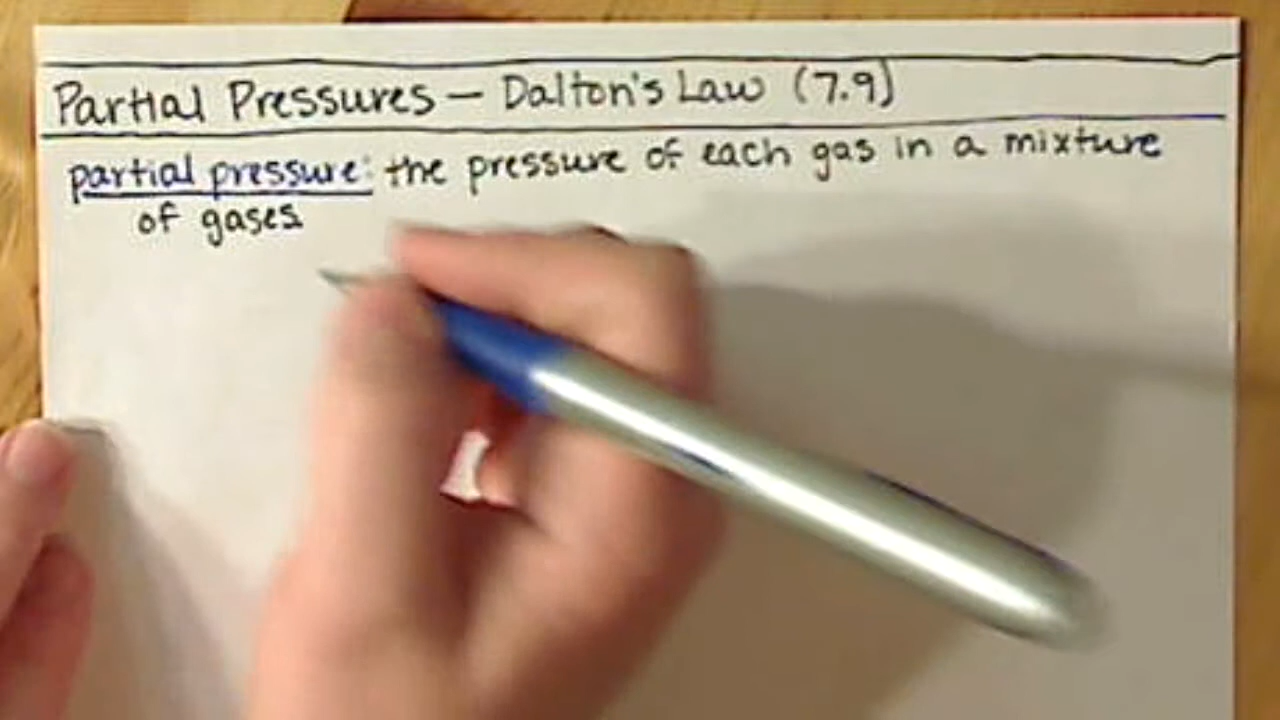 Partial Pressures — Dalton's Law (7.9)
partial pressure: the pressure of each gas in a mixture
of gases